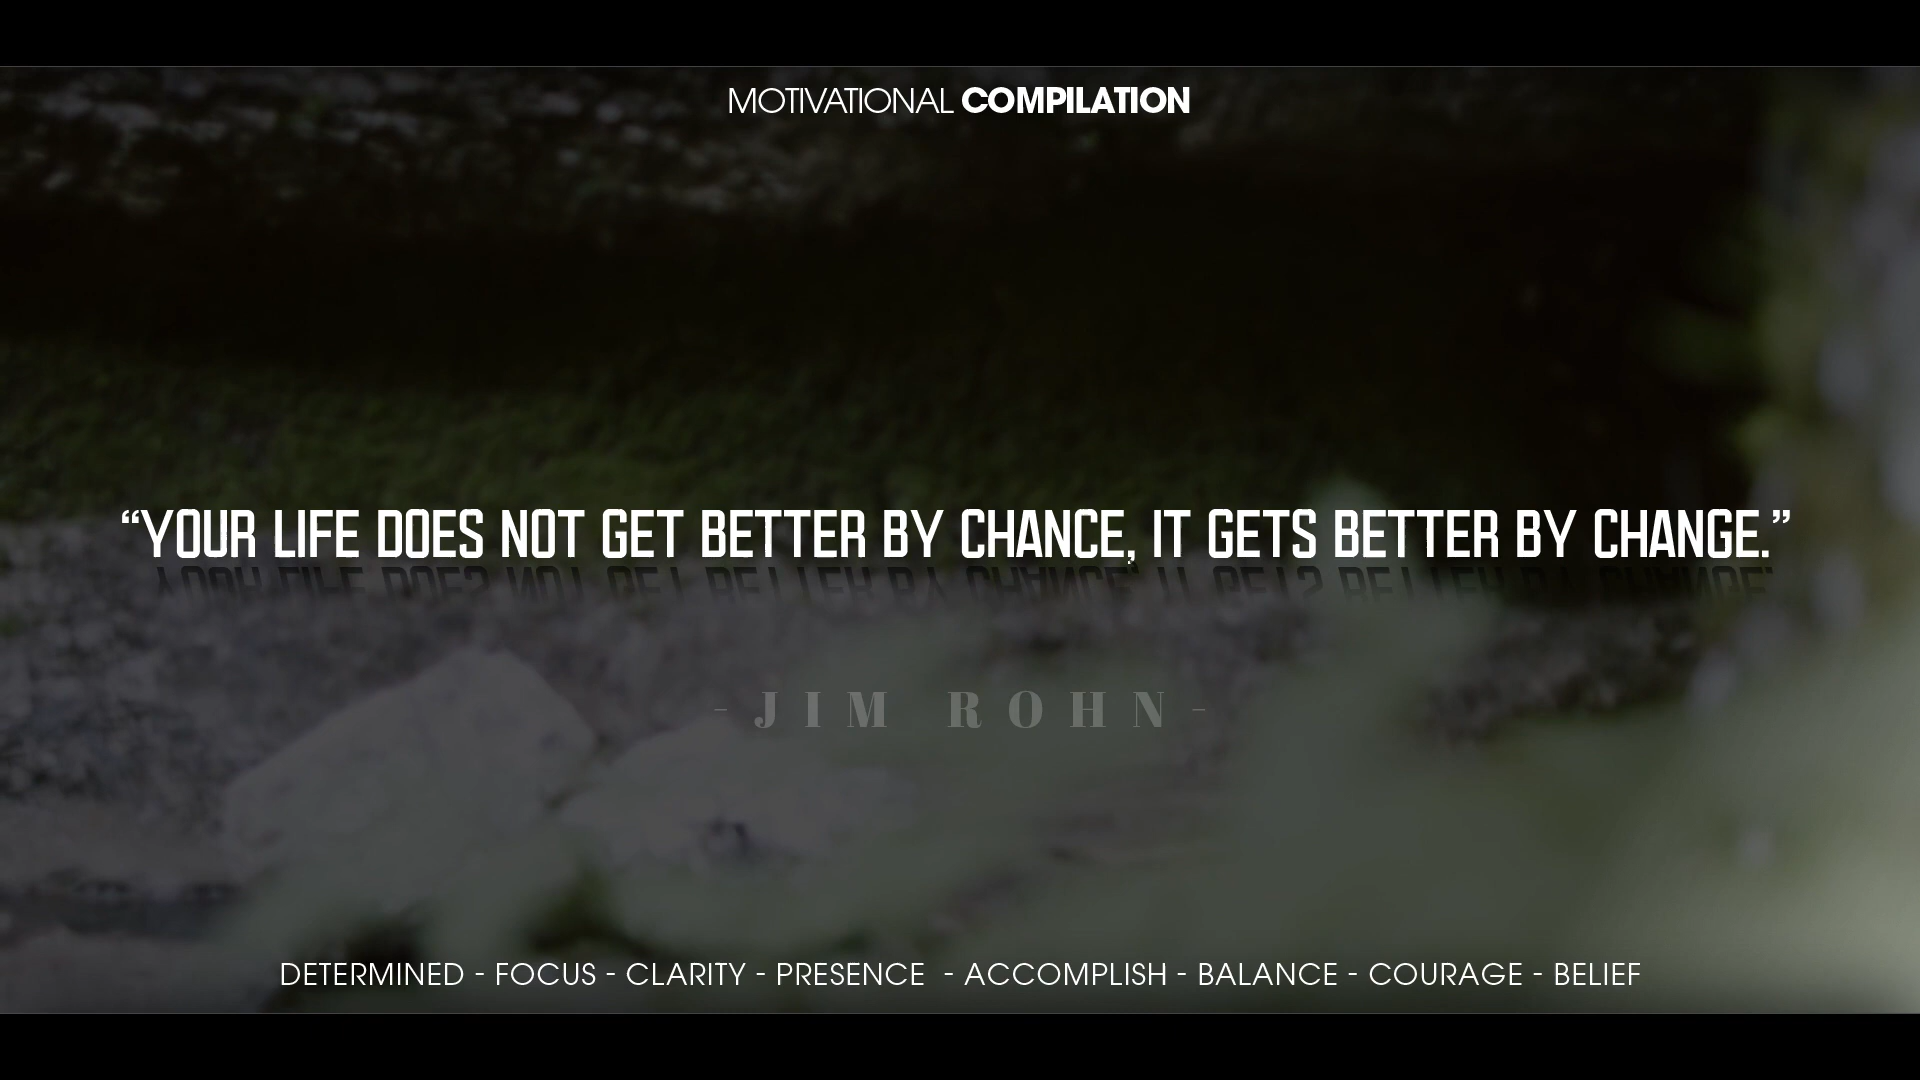 MOTIVATIONAL COMPILATION
“YOUR LIFE DOES NOT GET BETTER BY CHANCE, IT GETS BETTER BY CHANGE.”
- JIM ROHN -
DETERMINED - FOCUS - CLARITY - PRESENCE - ACCOMPLISH - BALANCE - COURAGE - BELIEF